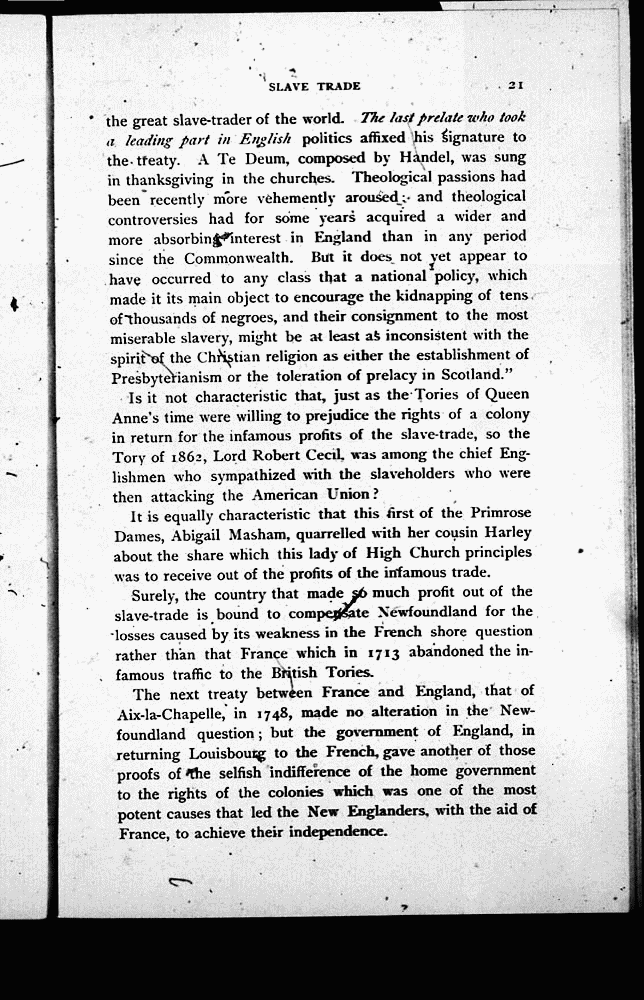 SLAVE TRADE 21
the great slave-trader of the world. The last prelate who took
a leading part in English politics affixed his signature to
the treaty. A Te Deum, composed by Handel, was sung
in thanksgiving in the churches. Theological passions had
been recently more vehemently aroused; and theological
controversies had for some years acquired a wider and
more absorbing interest in England than in any period
since the Commonwealth. But it does not yet appear to
have occurred to any class that a national policy, which
made it its main object to encourage the kidnapping of tens
of thousands of negroes, and their consignment to the most
miserable slavery, might be at least as inconsistent with the
spirit of the Christian religion as either the establishment of
Presbyterianism or the toleration of prelacy in Scotland."
Is it not characteristic that, just as the Tories of Queen
Anne's time were willing to prejudice the rights of a colony
in return for the infamous profits of the slave-trade, so the
Tory of 1862, Lord Robert Cecil, was among the chief Eng-
lishmen who sympathized with the slaveholders who were
then attacking the American Union?
It is equally characteristic that this first of the Primrose
Dames, Abigail Masham, quarrelled with her cousin Harley
about the share which this lady of High Church principles
was to receive out of the profits of the infamous trade.
Surely, the country that made so much profit out of the
slave-trade is bound to compensate Newfoundland for the
losses caused by its weakness in the French shore question
rather than that France which in 1713 abandoned the in-
famous traffic to the British Tories.
The next treaty between France and England, that of
Aix-la-Chapelle, in 1748, made no alteration in the New-
foundland question; but the government of England, in
returning Louisbourg to the French, gave another of those
proofs of the selfish indifference of the home government
to the rights of the colonies which was one of the most
potent causes that led the New Englanders, with the aid of
France, to achieve their independence.